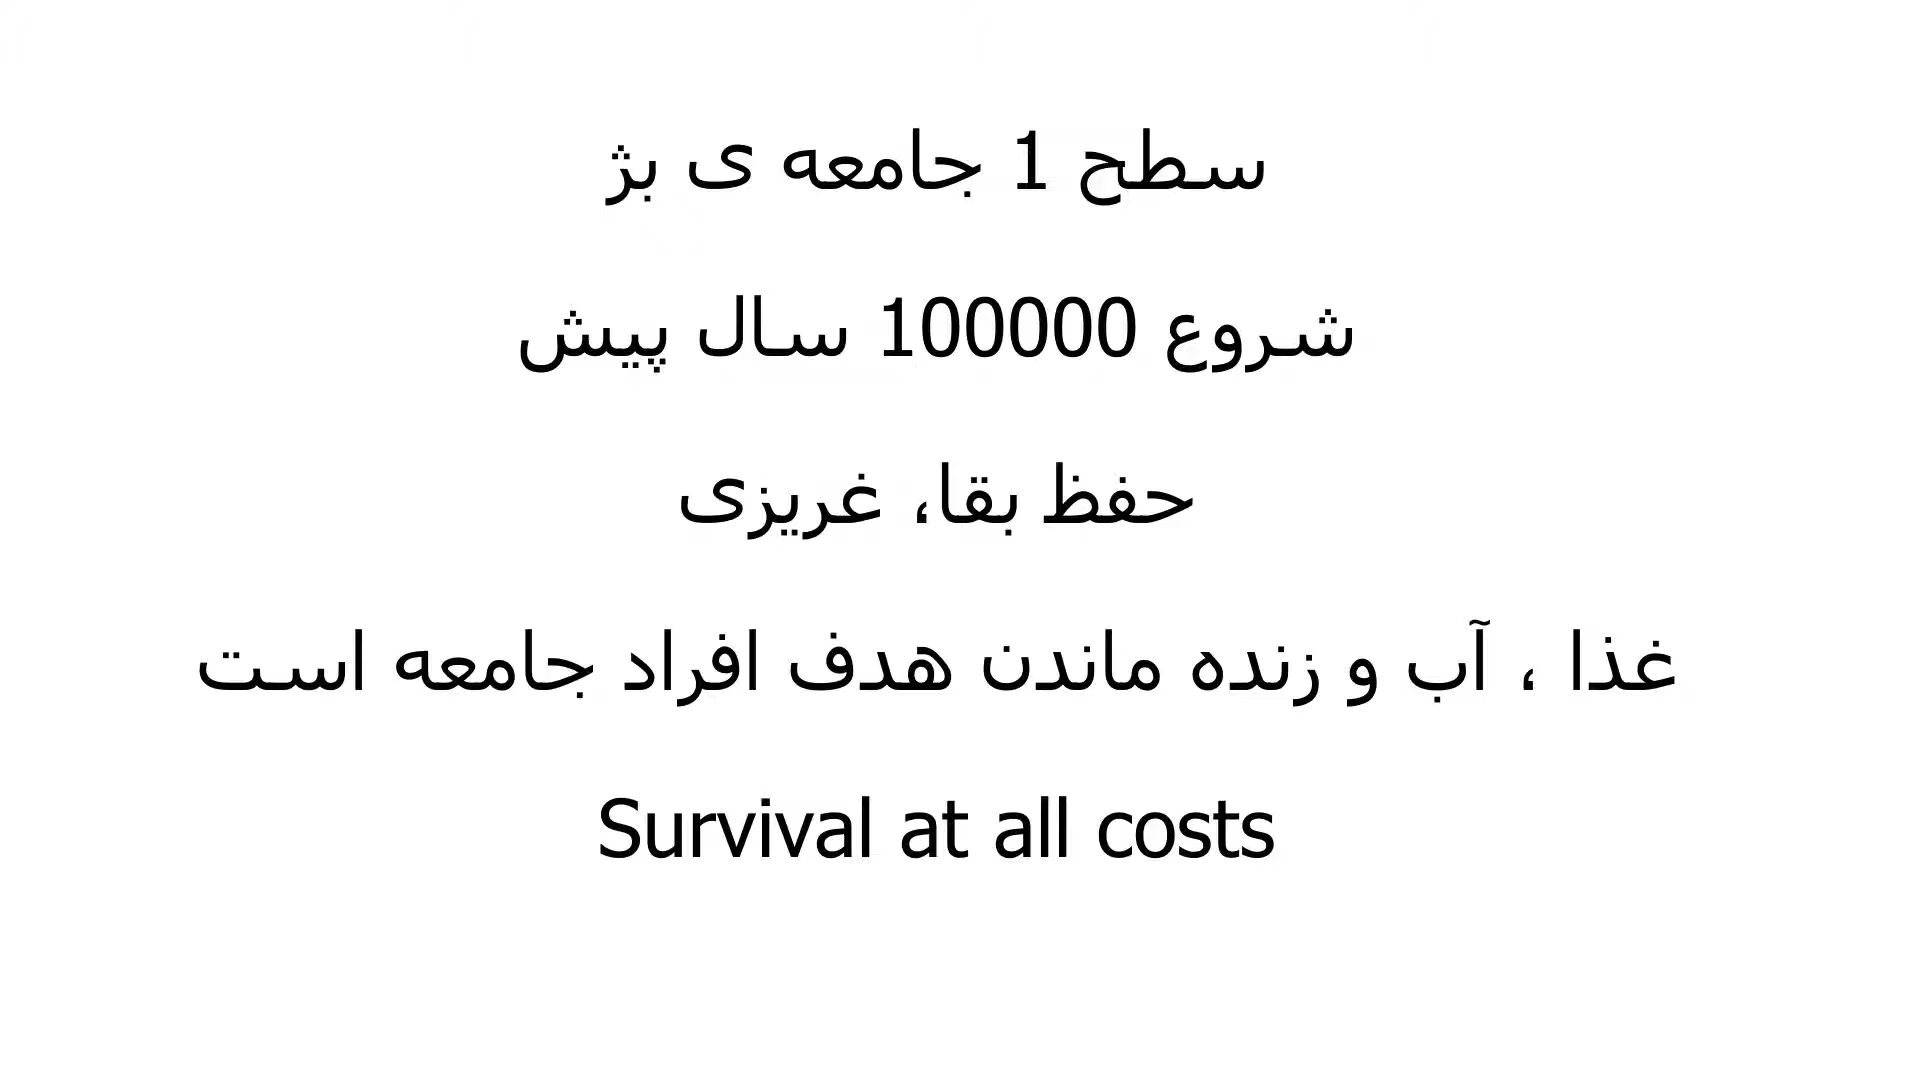 سطح 1 جامعه ی بژ
شروع 100000 سال پیش
حفظ بقا، غریزی
غذا ، آب و زنده ماندن هدف افراد جامعه است
Survival at all costs